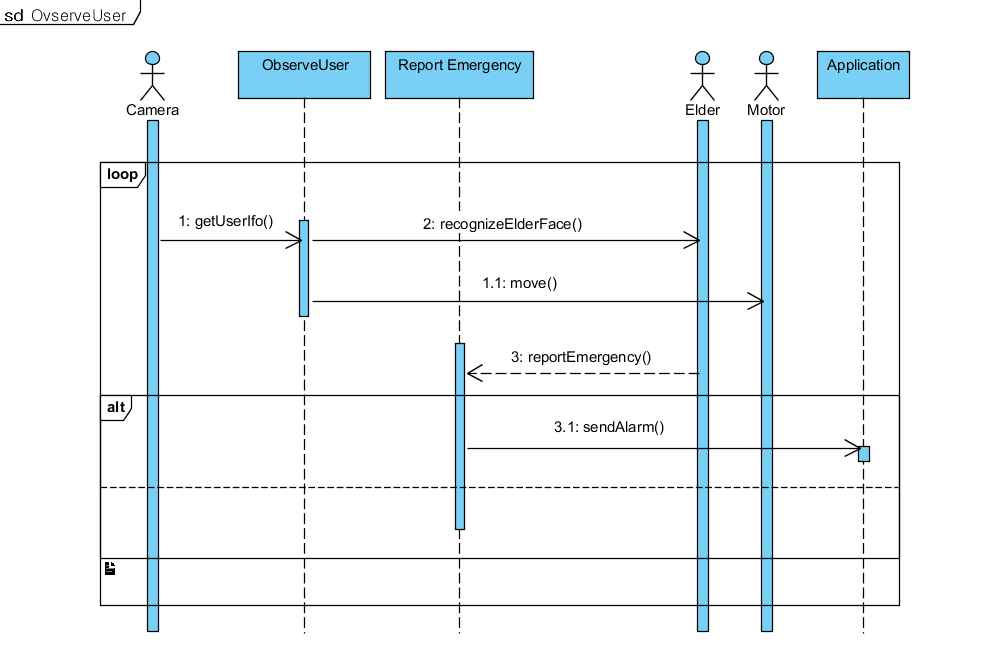 sd OvserveUser
Camera
ObserveUser
Report Emergency
Elder
Motor
Application
loop
1: getUserIfo()
2: recognizeElderFace()
1.1: move()
3: reportEmergency()
alt
3.1: sendAlarm()